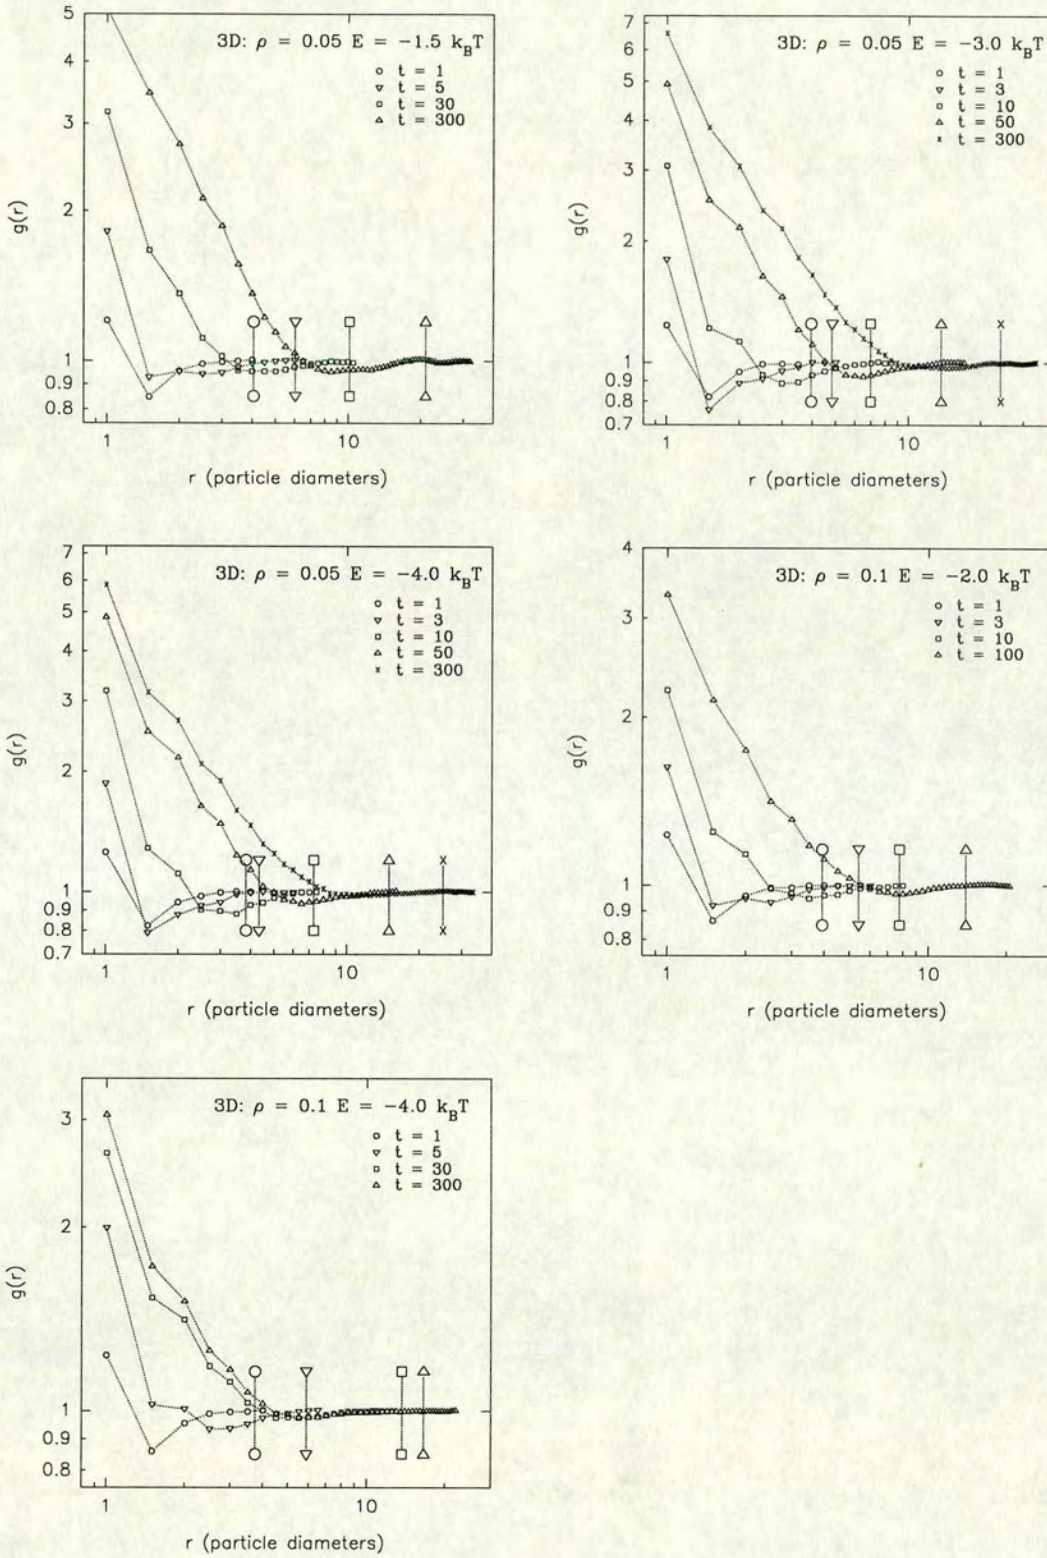 3D: ρ = 0.05 E = −1.5 k_BT
t = 1
t = 5
t = 30
t = 300
5
4
3
2
1
0.9
0.8
g(r)
1
10
r (particle diameters)
3D: ρ = 0.05 E = −3.0 k_BT
t = 1
t = 3
t = 10
t = 50
t = 300
7
6
5
4
3
2
1
0.9
0.8
0.7
g(r)
1
10
r (particle diameters)
3D: ρ = 0.05 E = −4.0 k_BT
t = 1
t = 3
t = 10
t = 50
t = 300
7
6
5
4
3
2
1
0.9
0.8
0.7
g(r)
1
10
r (particle diameters)
3D: ρ = 0.1 E = −2.0 k_BT
t = 1
t = 3
t = 10
t = 100
4
3
2
1
0.9
0.8
g(r)
1
10
r (particle diameters)
3D: ρ = 0.1 E = −4.0 k_BT
t = 1
t = 5
t = 30
t = 300
3
2
1
0.9
0.8
g(r)
1
10
r (particle diameters)